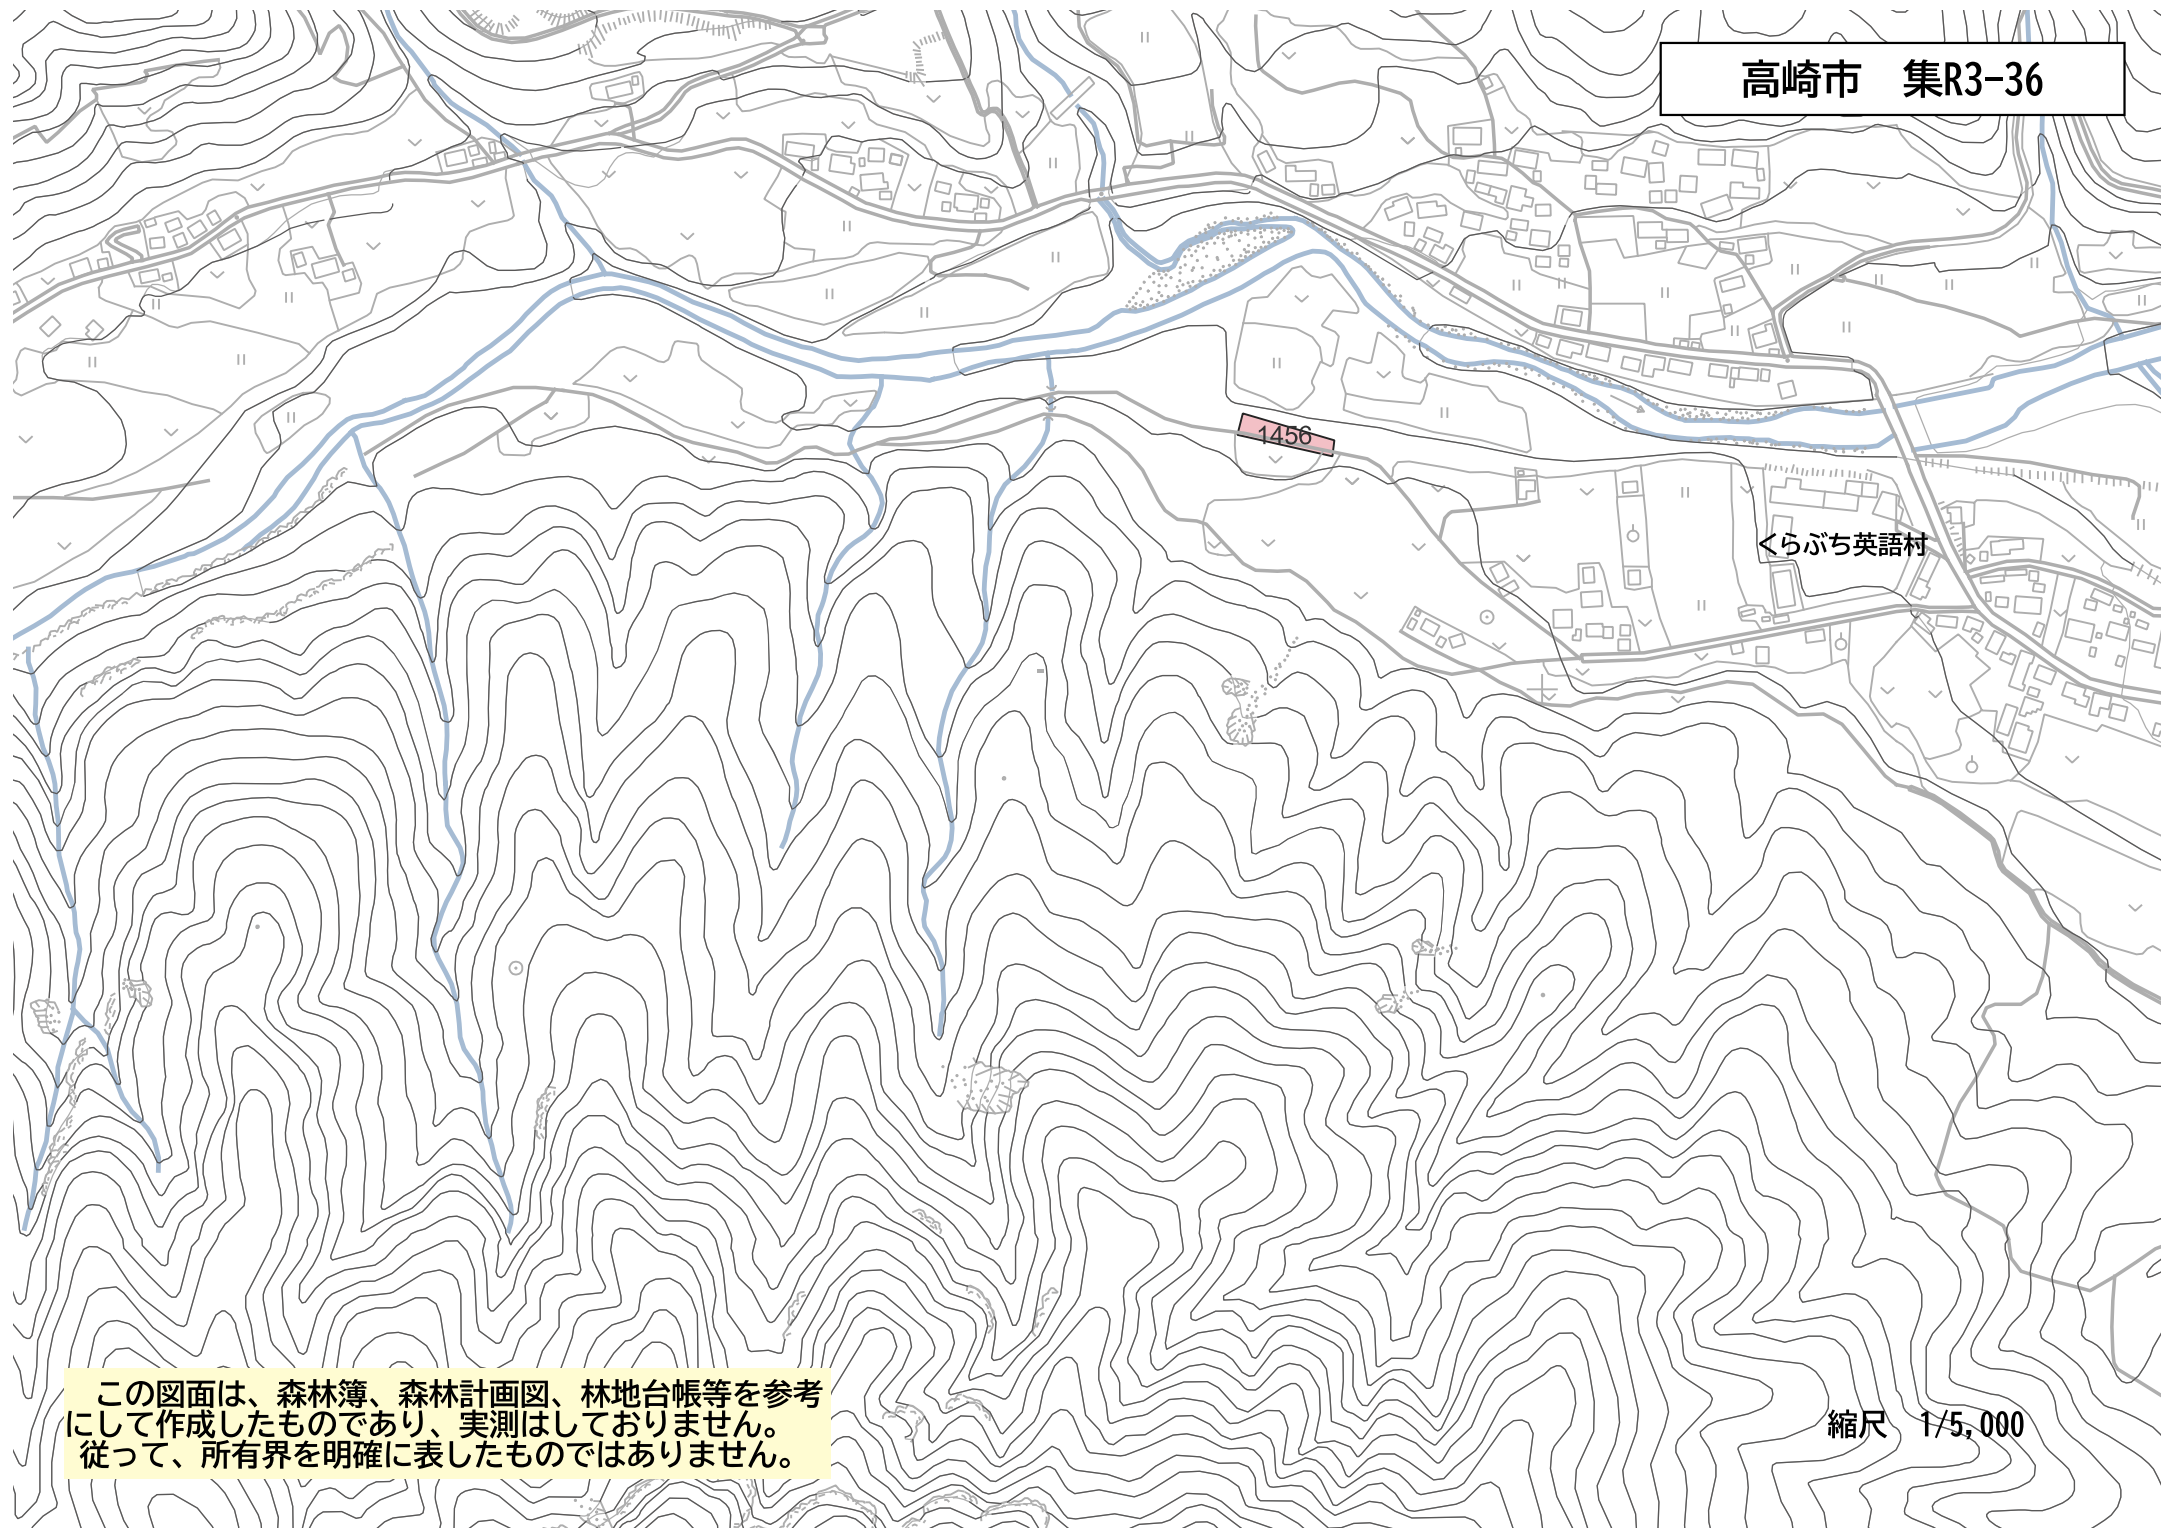 高崎市　集R3-36
1456
くらぶち英語村
この図面は、森林簿、森林計画図、林地台帳等を参考
にして作成したものであり、実測はしておりません。
従って、所有界を明確に表したものではありません。
縮尺　1/5,000